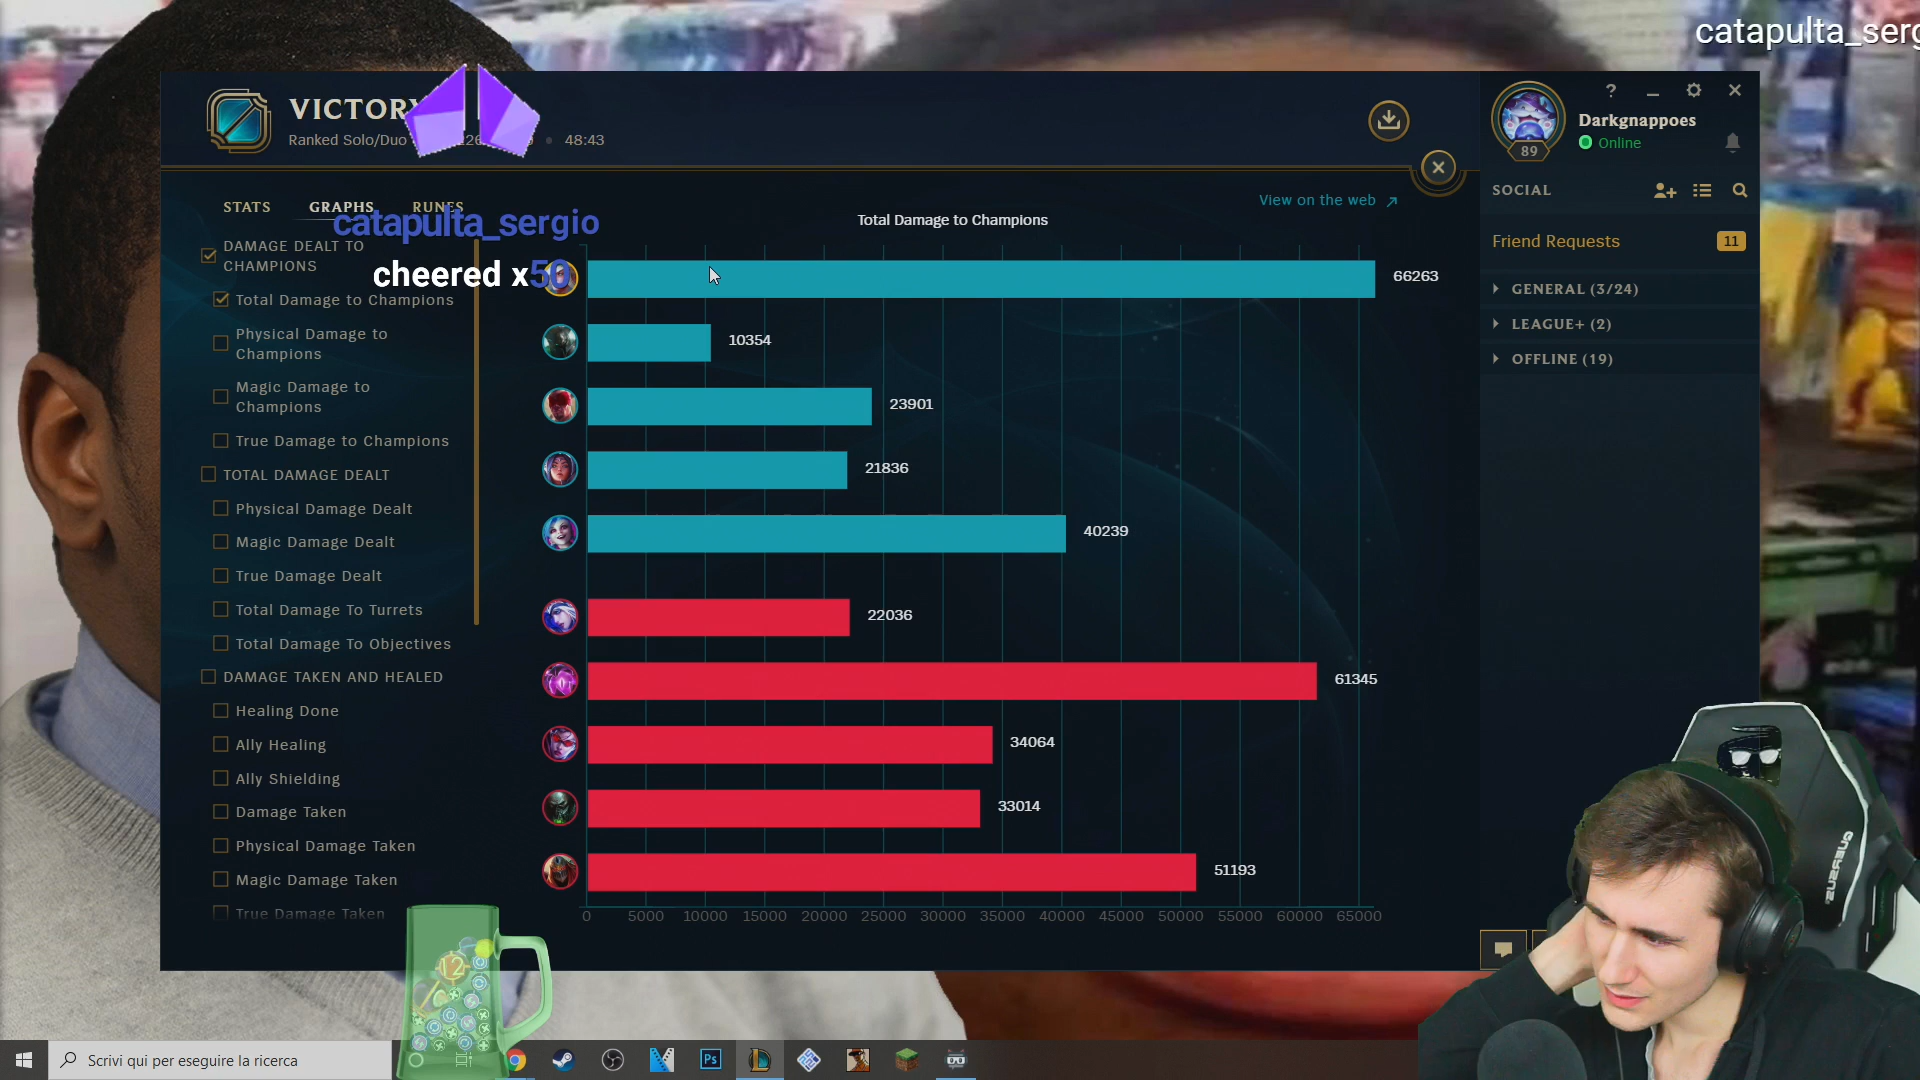 catapulta_serg
VICTORY
Ranked Solo/Duo
48:43
Darkgnappoes
89
Online
SOCIAL
Friend Requests
11
GENERAL (3/24)
LEAGUE+ (2)
OFFLINE (19)
STATS
GRAPHS
RUNES
View on the web
catapulta_sergio
cheered x50
Total Damage to Champions
DAMAGE DEALT TO
CHAMPIONS
Total Damage to Champions
Physical Damage to
Champions
Magic Damage to
Champions
True Damage to Champions
TOTAL DAMAGE DEALT
Physical Damage Dealt
Magic Damage Dealt
True Damage Dealt
Total Damage To Turrets
Total Damage To Objectives
DAMAGE TAKEN AND HEALED
Healing Done
Ally Healing
Ally Shielding
Damage Taken
Physical Damage Taken
Magic Damage Taken
True Damage Taken
66263
10354
23901
21836
40239
22036
61345
34064
33014
51193
0 5000 10000 15000 20000 25000 30000 35000 40000 45000 50000 55000 60000 65000
12
QUERSUS
Scrivi qui per eseguire la ricerca
Ps